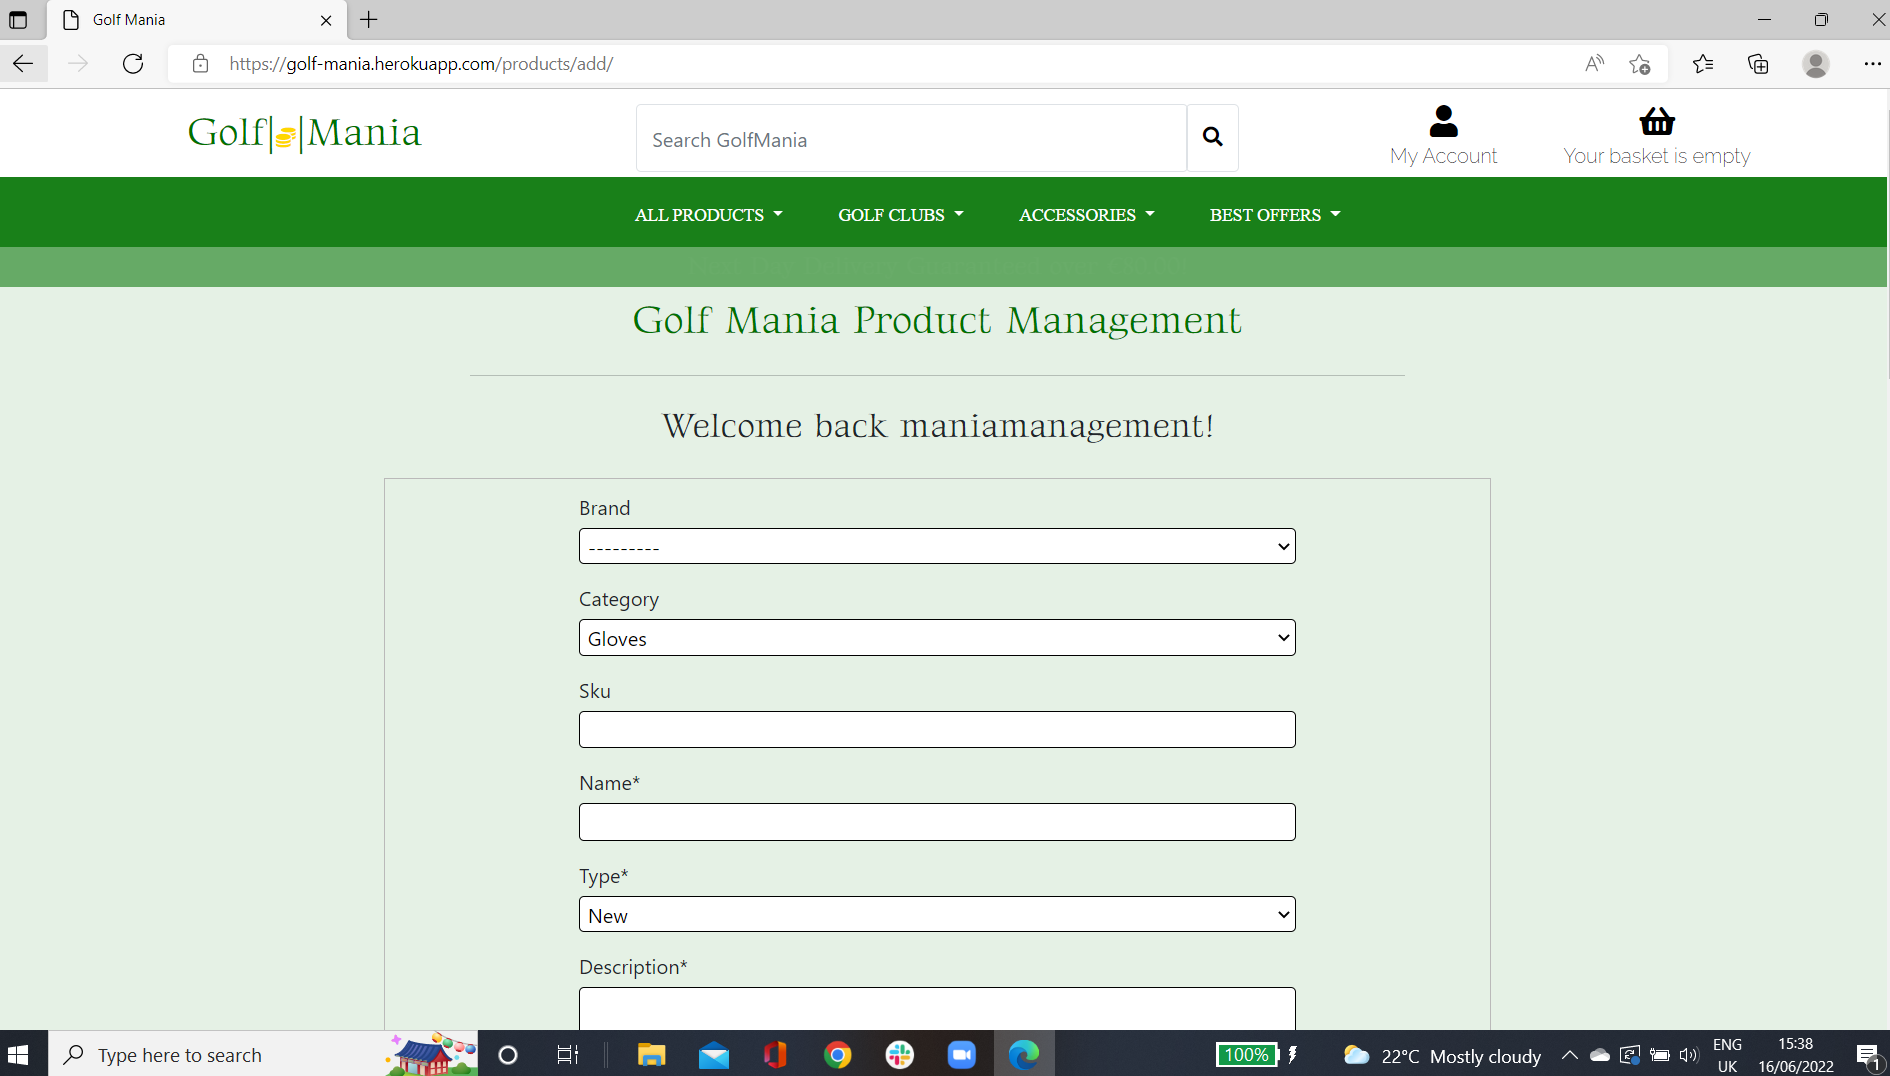 Golf Mania
https://golf-mania.herokuapp.com/products/add/
Golf Mania
Search GolfMania
My Account
Your basket is empty
ALL PRODUCTS
GOLF CLUBS
ACCESSORIES
BEST OFFERS
Golf Mania Product Management
Welcome back maniamanagement!
Brand
---------
Category
Gloves
Sku
Name*
Type*
New
Description*
Type here to search
100%
22°C Mostly cloudy
ENG
UK
15:38
16/06/2022
1